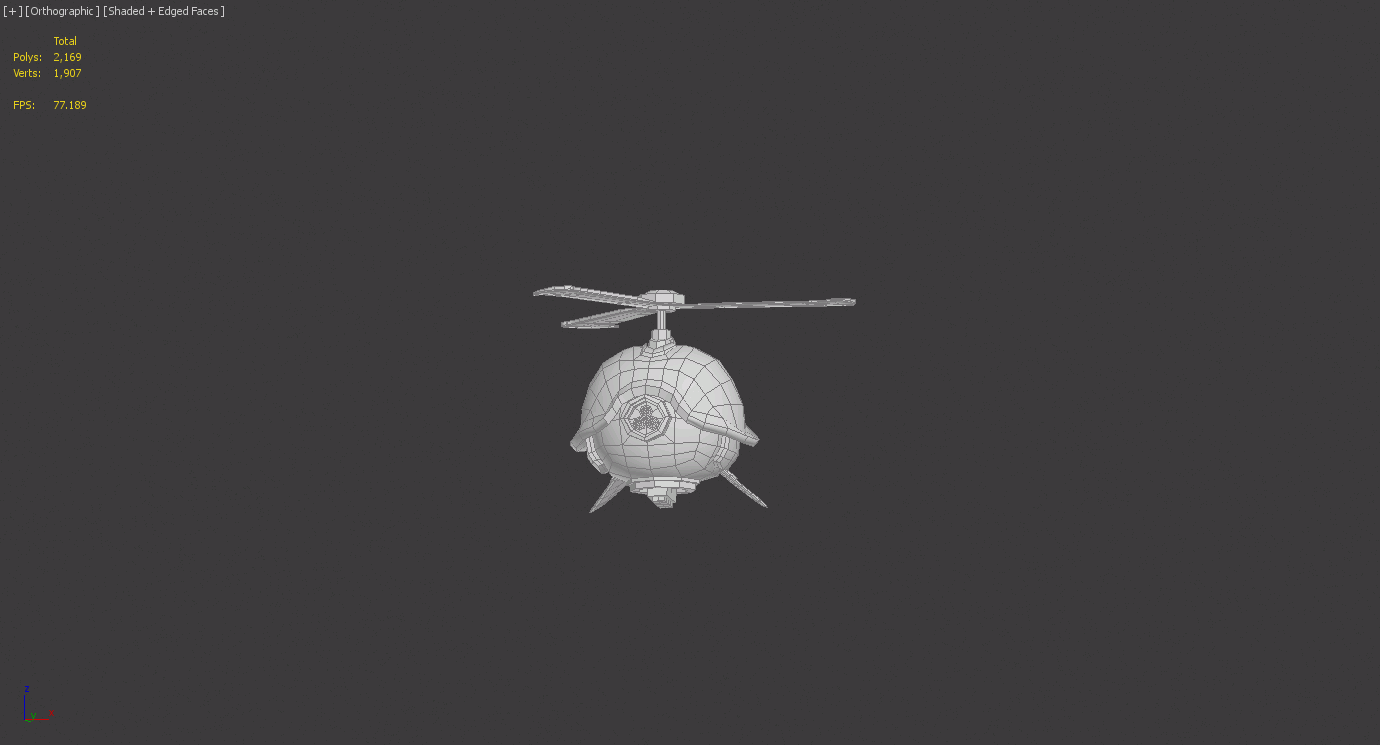 [+] [Orthographic] [Shaded + Edged Faces]
Total
Polys: 2,169
Verts: 1,907
FPS: 77.189
z
y x